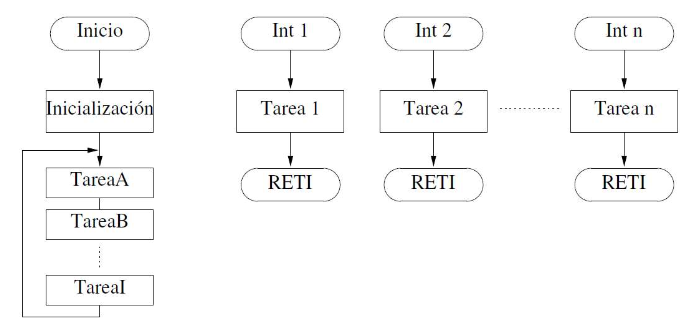 Inicio
Inicialización
TareaA
TareaB
TareaI
Int 1
Tarea 1
RETI
Int 2
Tarea 2
RETI
Int n
Tarea n
RETI